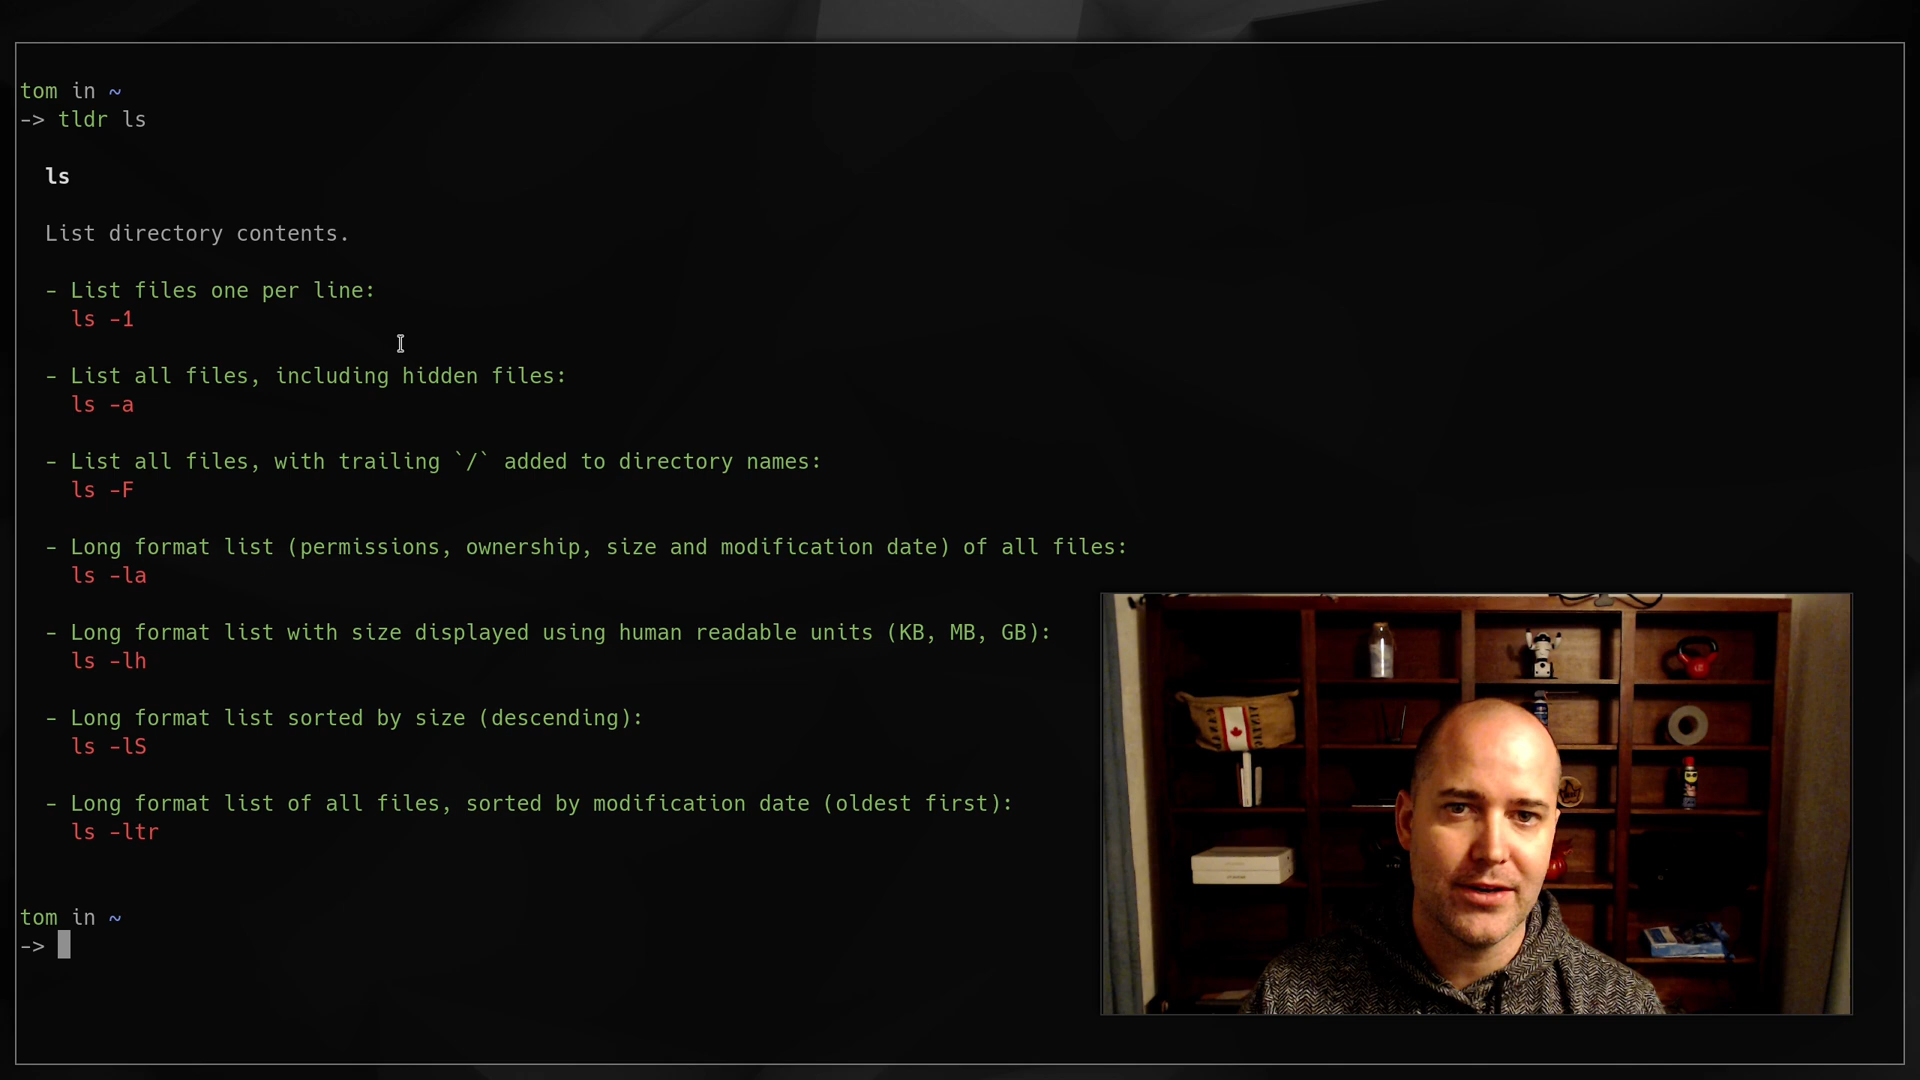 tom in ~
-> tldr ls
ls
List directory contents.
- List files one per line:
ls -1
- List all files, including hidden files:
ls -a
- List all files, with trailing `/` added to directory names:
ls -F
- Long format list (permissions, ownership, size and modification date) of all files:
ls -la
- Long format list with size displayed using human readable units (KB, MB, GB):
ls -lh
- Long format list sorted by size (descending):
ls -lS
- Long format list of all files, sorted by modification date (oldest first):
ls -ltr
tom in ~
->